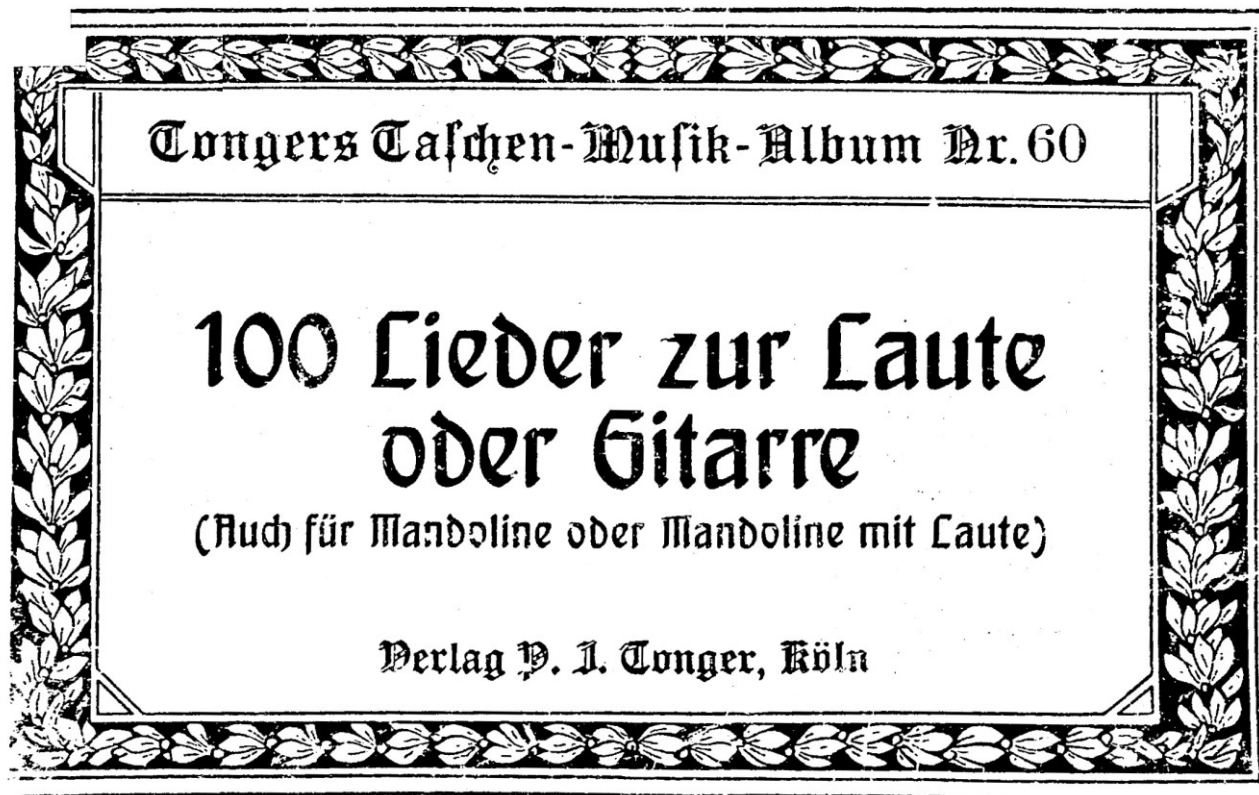 Tongers Taschen-Musik-Album Nr. 60
100 Lieder zur Laute
oder Gitarre
(Auch für Mandoline oder Mandoline mit Laute)
Verlag P. J. Tonger, Köln